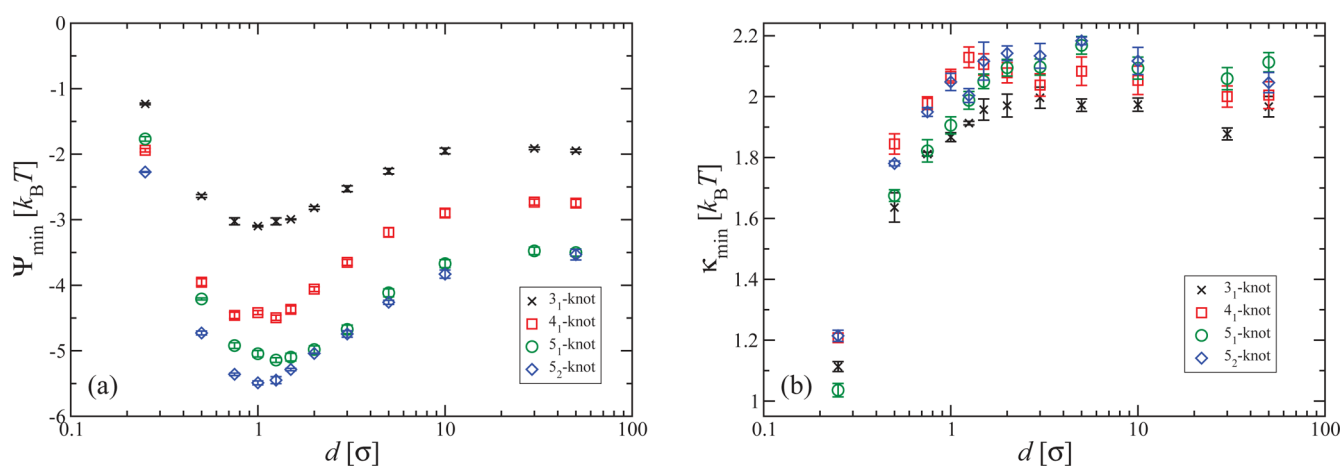 0
-1
-2
-3
-4
-5
-6
0.1
1
10
100
Ψmin [kBT]
d [σ]
(a)
31-knot
41-knot
51-knot
52-knot
2.2
2
1.8
1.6
1.4
1.2
1
0.1
1
10
100
κmin [kBT]
d [σ]
(b)
31-knot
41-knot
51-knot
52-knot